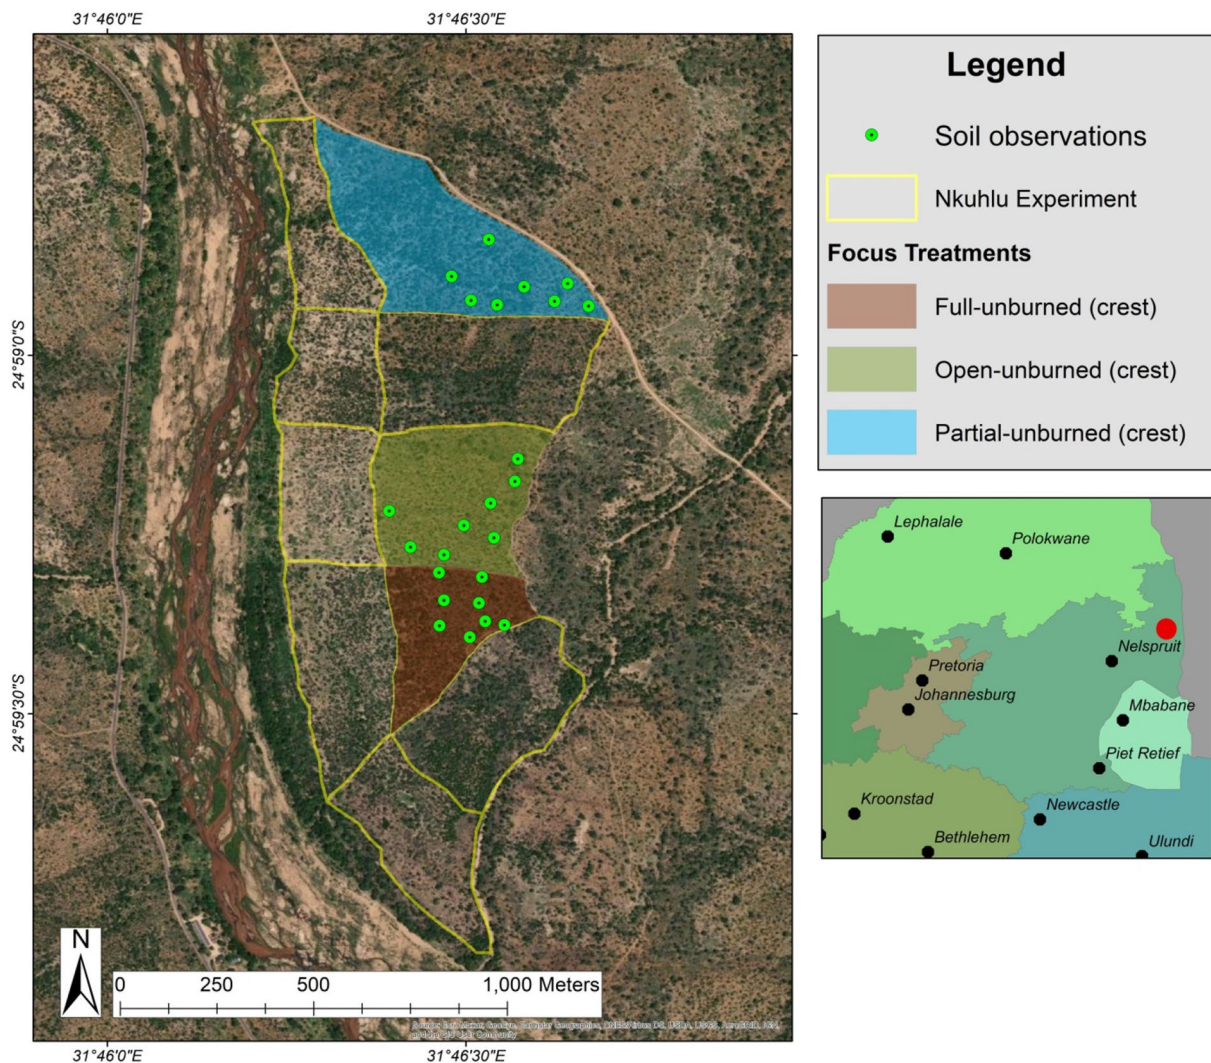 31°46'0"E
31°46'30"E
24°59'0"S
24°59'30"S
N
0 250 500 1,000 Meters
31°46'0"E
31°46'30"E
Legend
Soil observations
Nkuhlu Experiment
Focus Treatments
Full-unburned (crest)
Open-unburned (crest)
Partial-unburned (crest)
Lephalale
Polokwane
Nelspruit
Pretoria
Johannesburg
Mbabane
Piet Retief
Kroonstad
Newcastle
Bethlehem
Ulundi